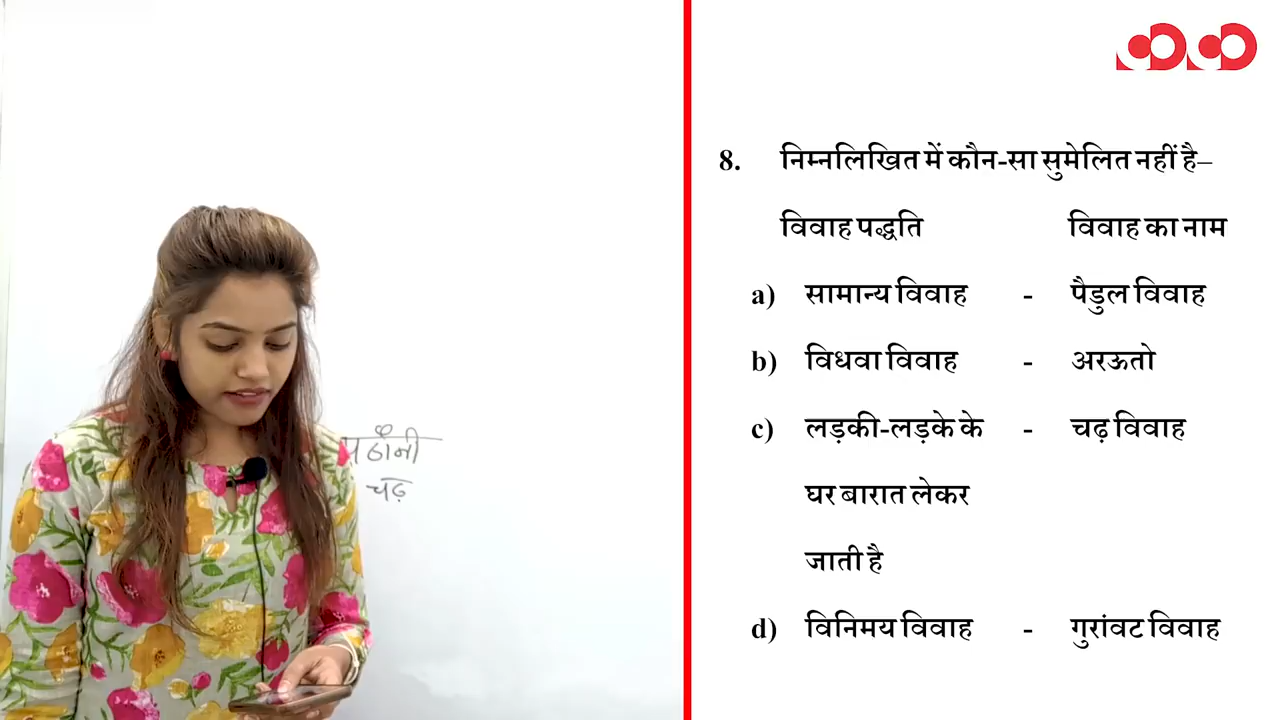 8. निम्नलिखित में कौन-सा सुमेलित नहीं है–
विवाह पद्धति विवाह का नाम
a) सामान्य विवाह - पैडुल विवाह
b) विधवा विवाह - अरऊतो
c) लड़की-लड़के के - चढ़ विवाह
घर बारात लेकर
जाती है
d) विनिमय विवाह - गुरांवट विवाह
पठौनी
चढ़